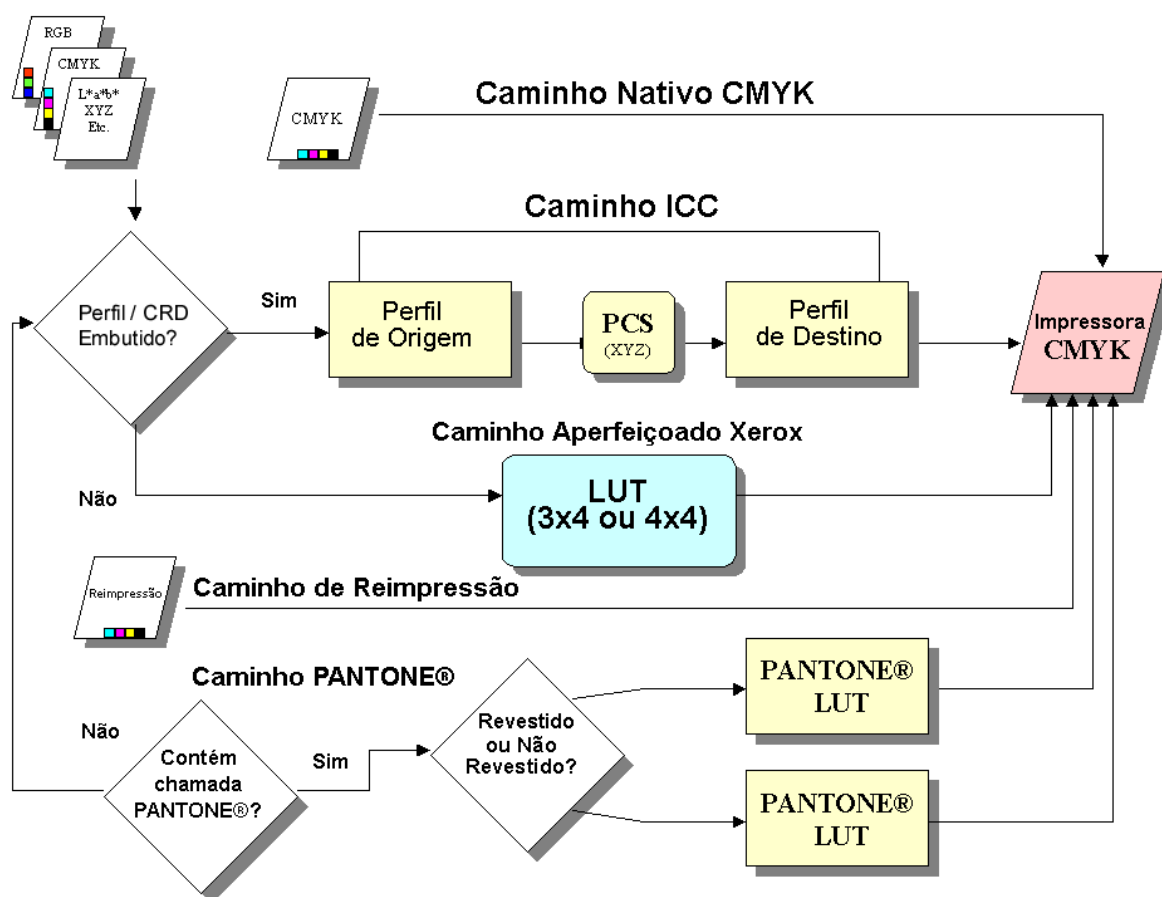 RGB
CMYK
L*a*b*
XYZ
Etc.
CMYK
Caminho Nativo CMYK
Caminho ICC
Perfil / CRD
Embutido?
Sim
Perfil
de Origem
PCS
(XYZ)
Perfil
de Destino
Impressora
CMYK
Caminho Aperfeiçoado Xerox
Não
LUT
(3x4 ou 4x4)
Reimpressão
Caminho de Reimpressão
Caminho PANTONE®
Não
Contém
chamada
PANTONE®?
Sim
Revestido
ou Não
Revestido?
PANTONE®
LUT
PANTONE®
LUT